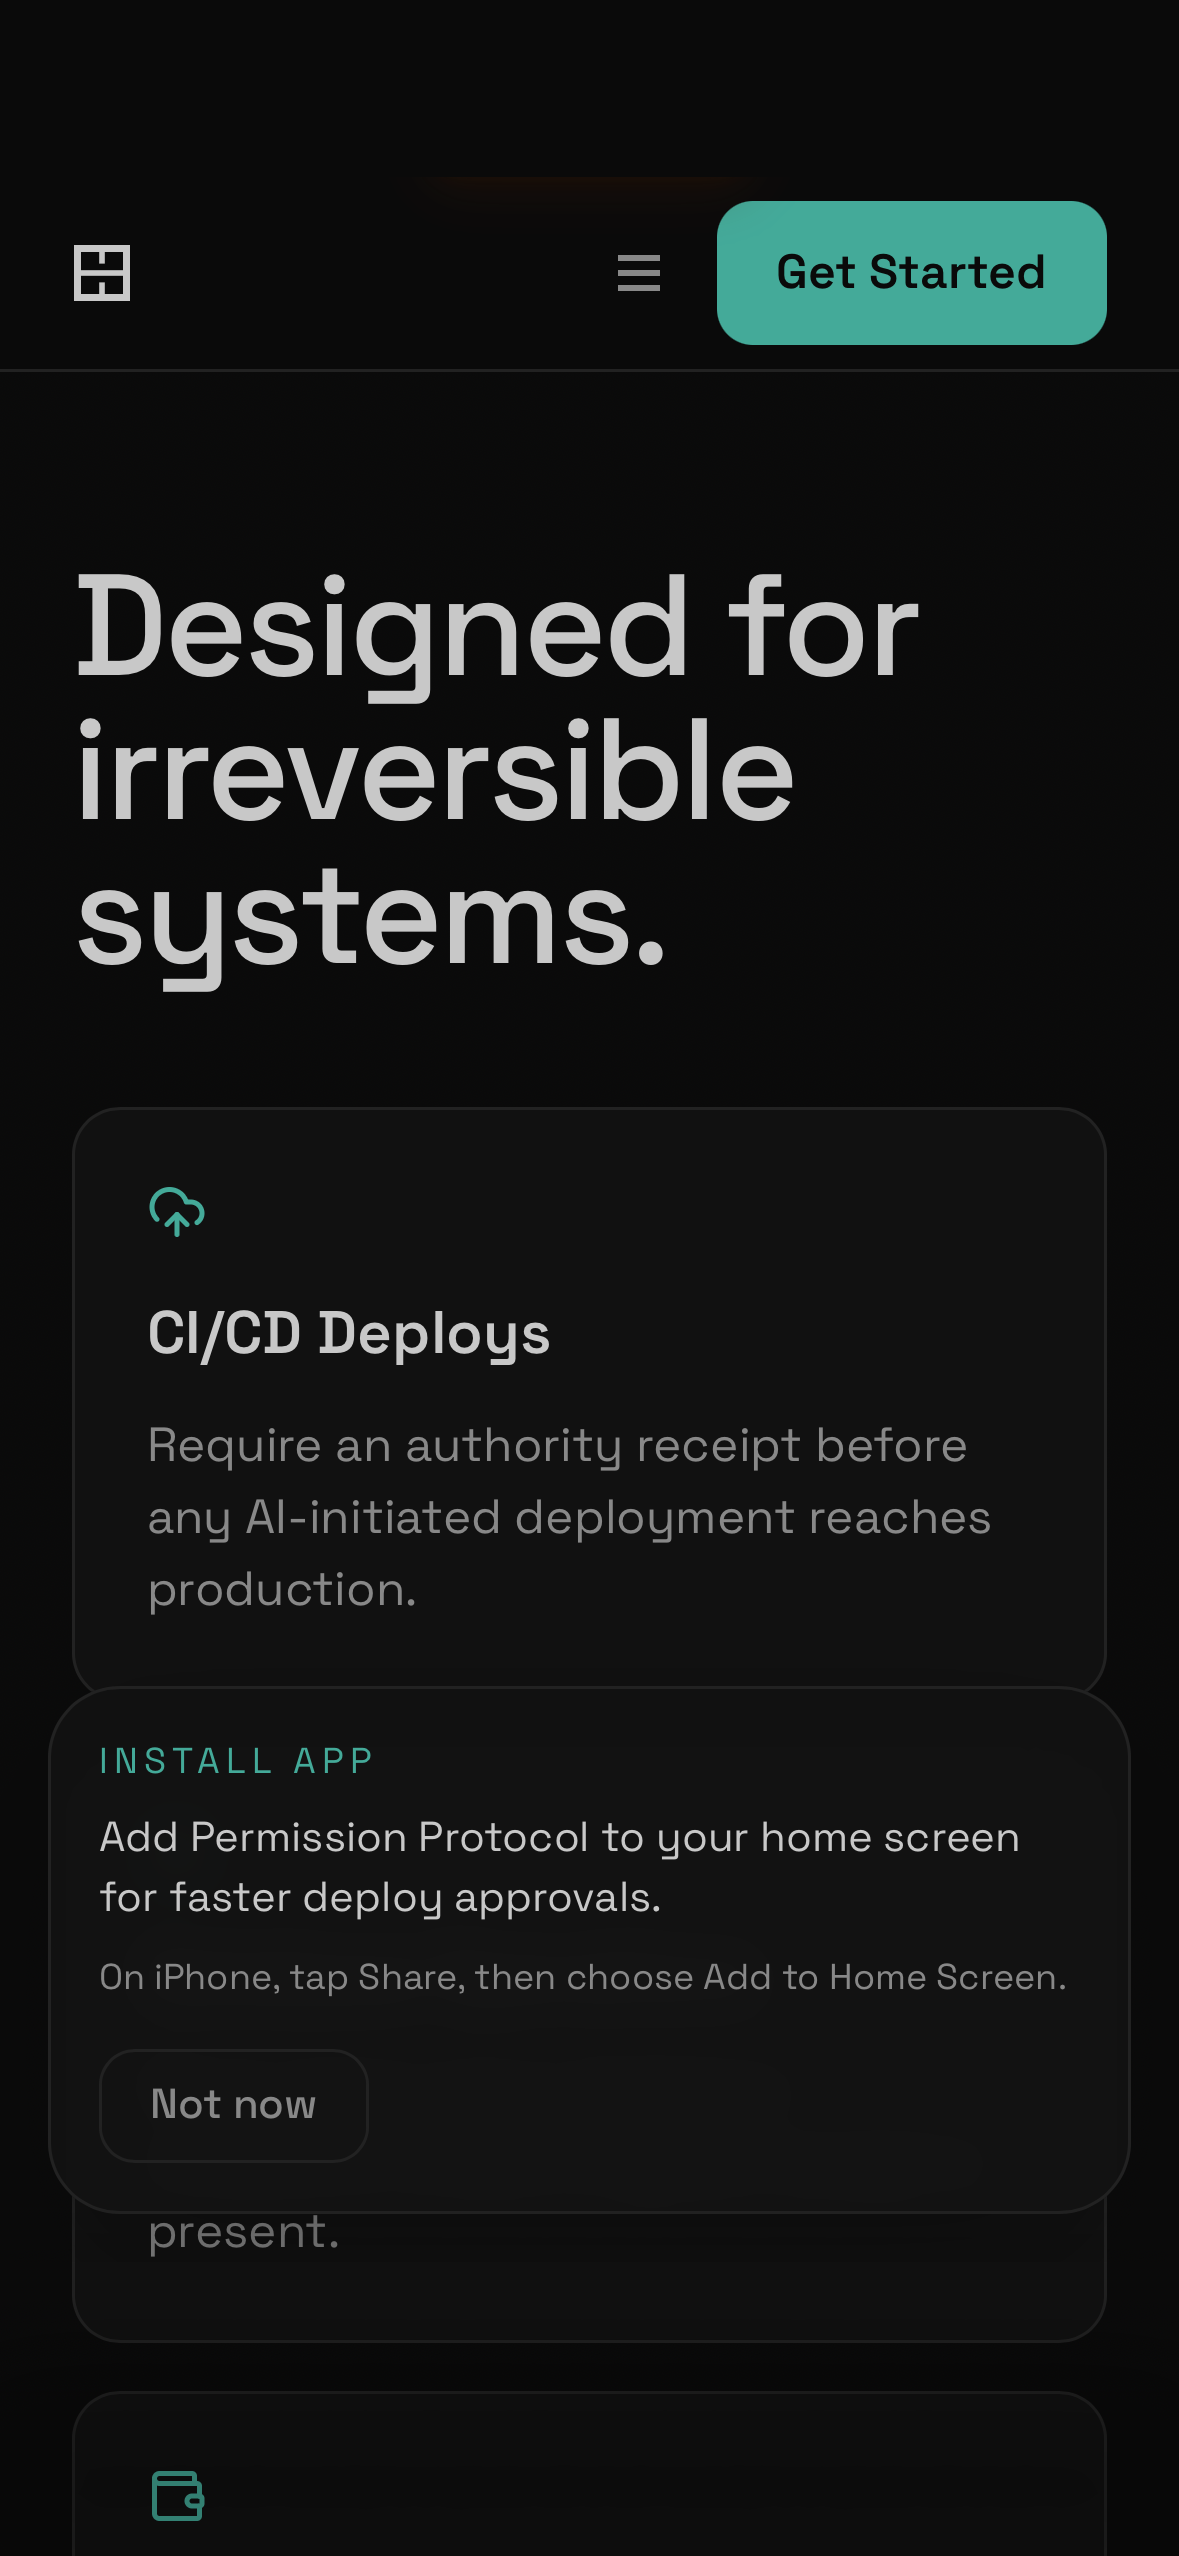 Get Started
Designed for
irreversible
systems.
CI/CD Deploys
Require an authority receipt before
any AI-initiated deployment reaches
production.
INSTALL APP
Add Permission Protocol to your home screen
for faster deploy approvals.
On iPhone, tap Share, then choose Add to Home Screen.
Not now
present.